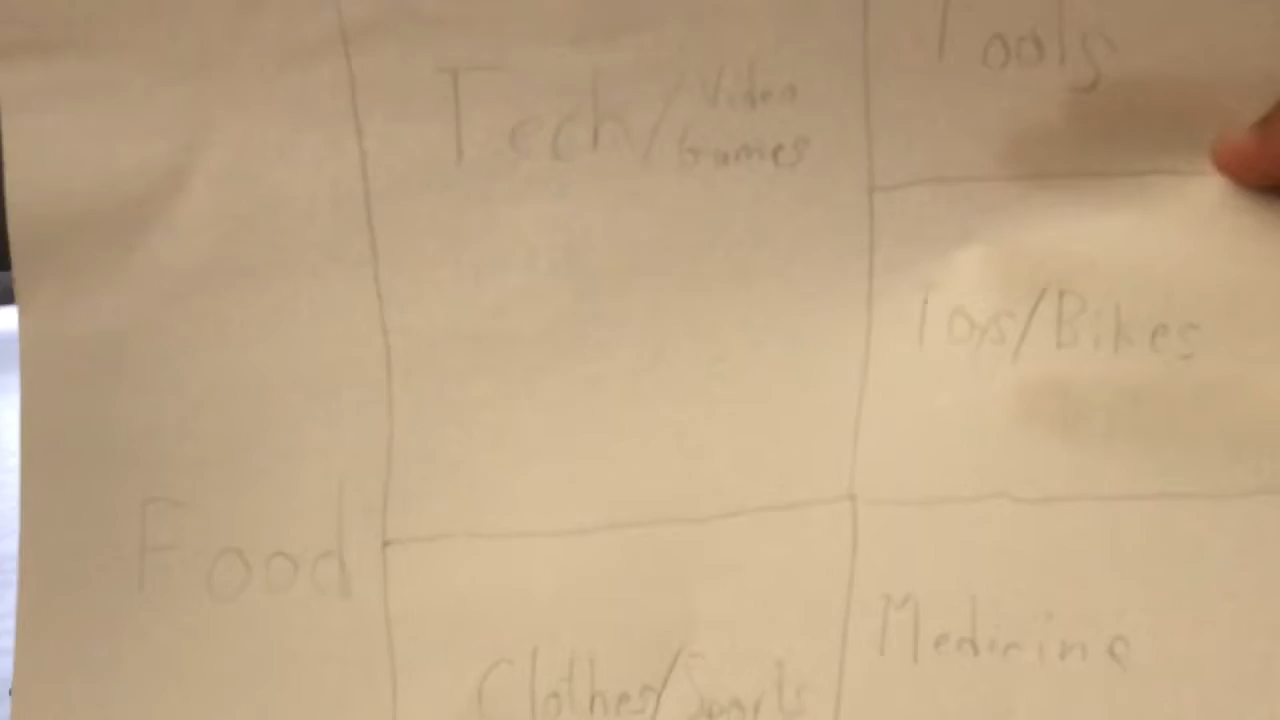 Tools
Tech/Video
Games
Toys/Bikes
Food
Medicine
Clothes/Sports